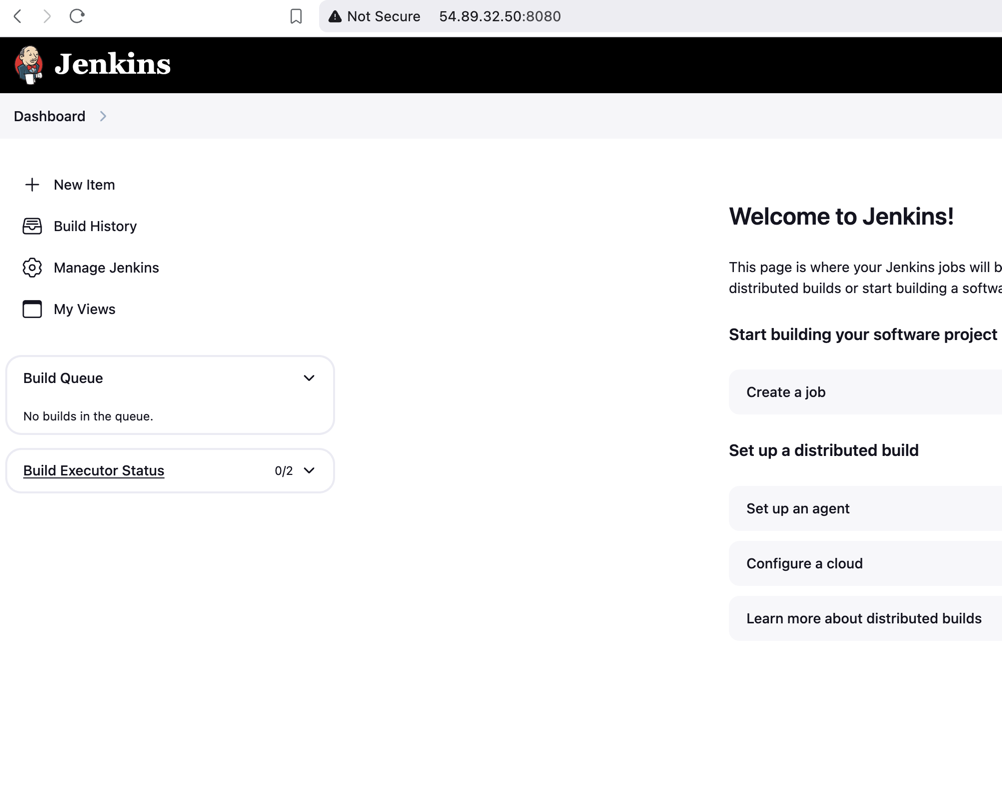 Not Secure 54.89.32.50:8080
Jenkins
Dashboard
New Item
Build History
Manage Jenkins
My Views
Build Queue
No builds in the queue.
Build Executor Status 0/2
Welcome to Jenkins!
This page is where your Jenkins jobs will
distributed builds or start building a
Start building your software project
Create a job
Set up a distributed build
Set up an agent
Configure a cloud
Learn more about distributed builds